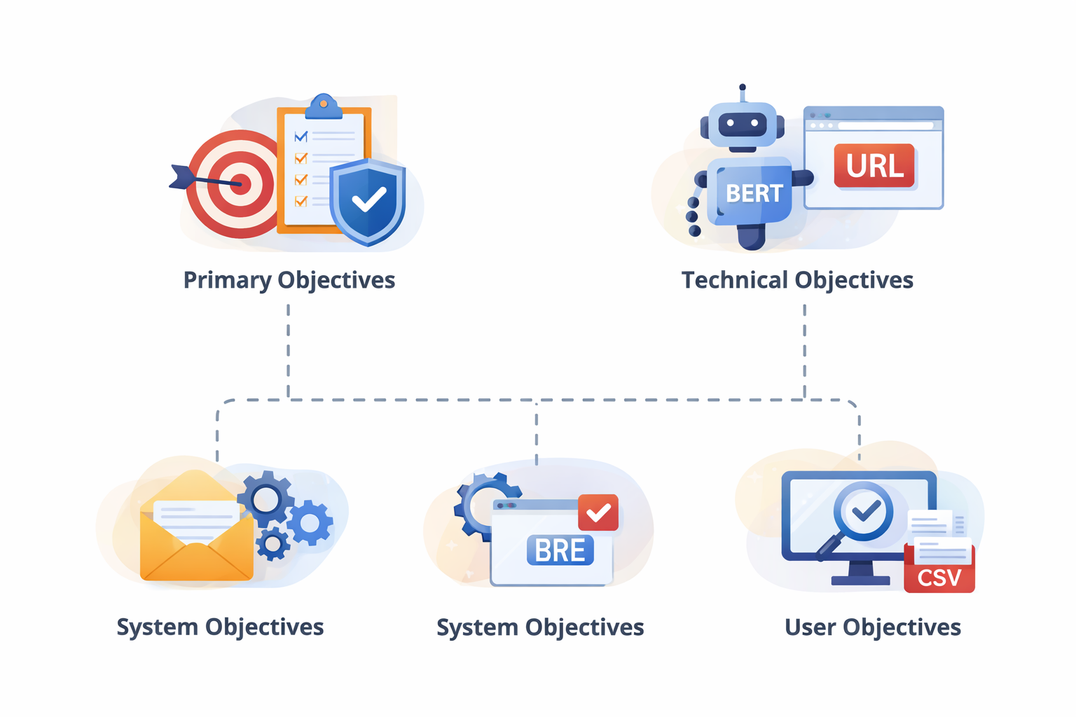 BERT
URL
Primary Objectives
Technical Objectives
BRE
CSV
System Objectives
System Objectives
User Objectives